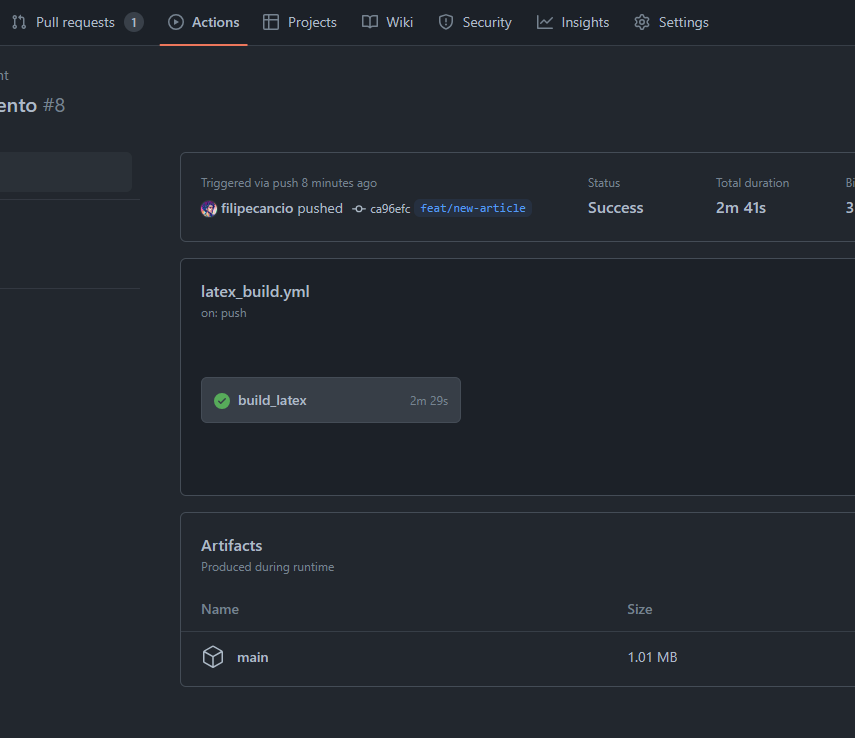 Pull requests 1 Actions Projects Wiki Security Insights Settings
nt
ento #8
Triggered via push 8 minutes ago Status Total duration Bi
filipecancio pushed ca96efc feat/new-article Success 2m 41s 3
latex_build.yml
on: push
build_latex 2m 29s
Artifacts
Produced during runtime
Name Size
main 1.01 MB